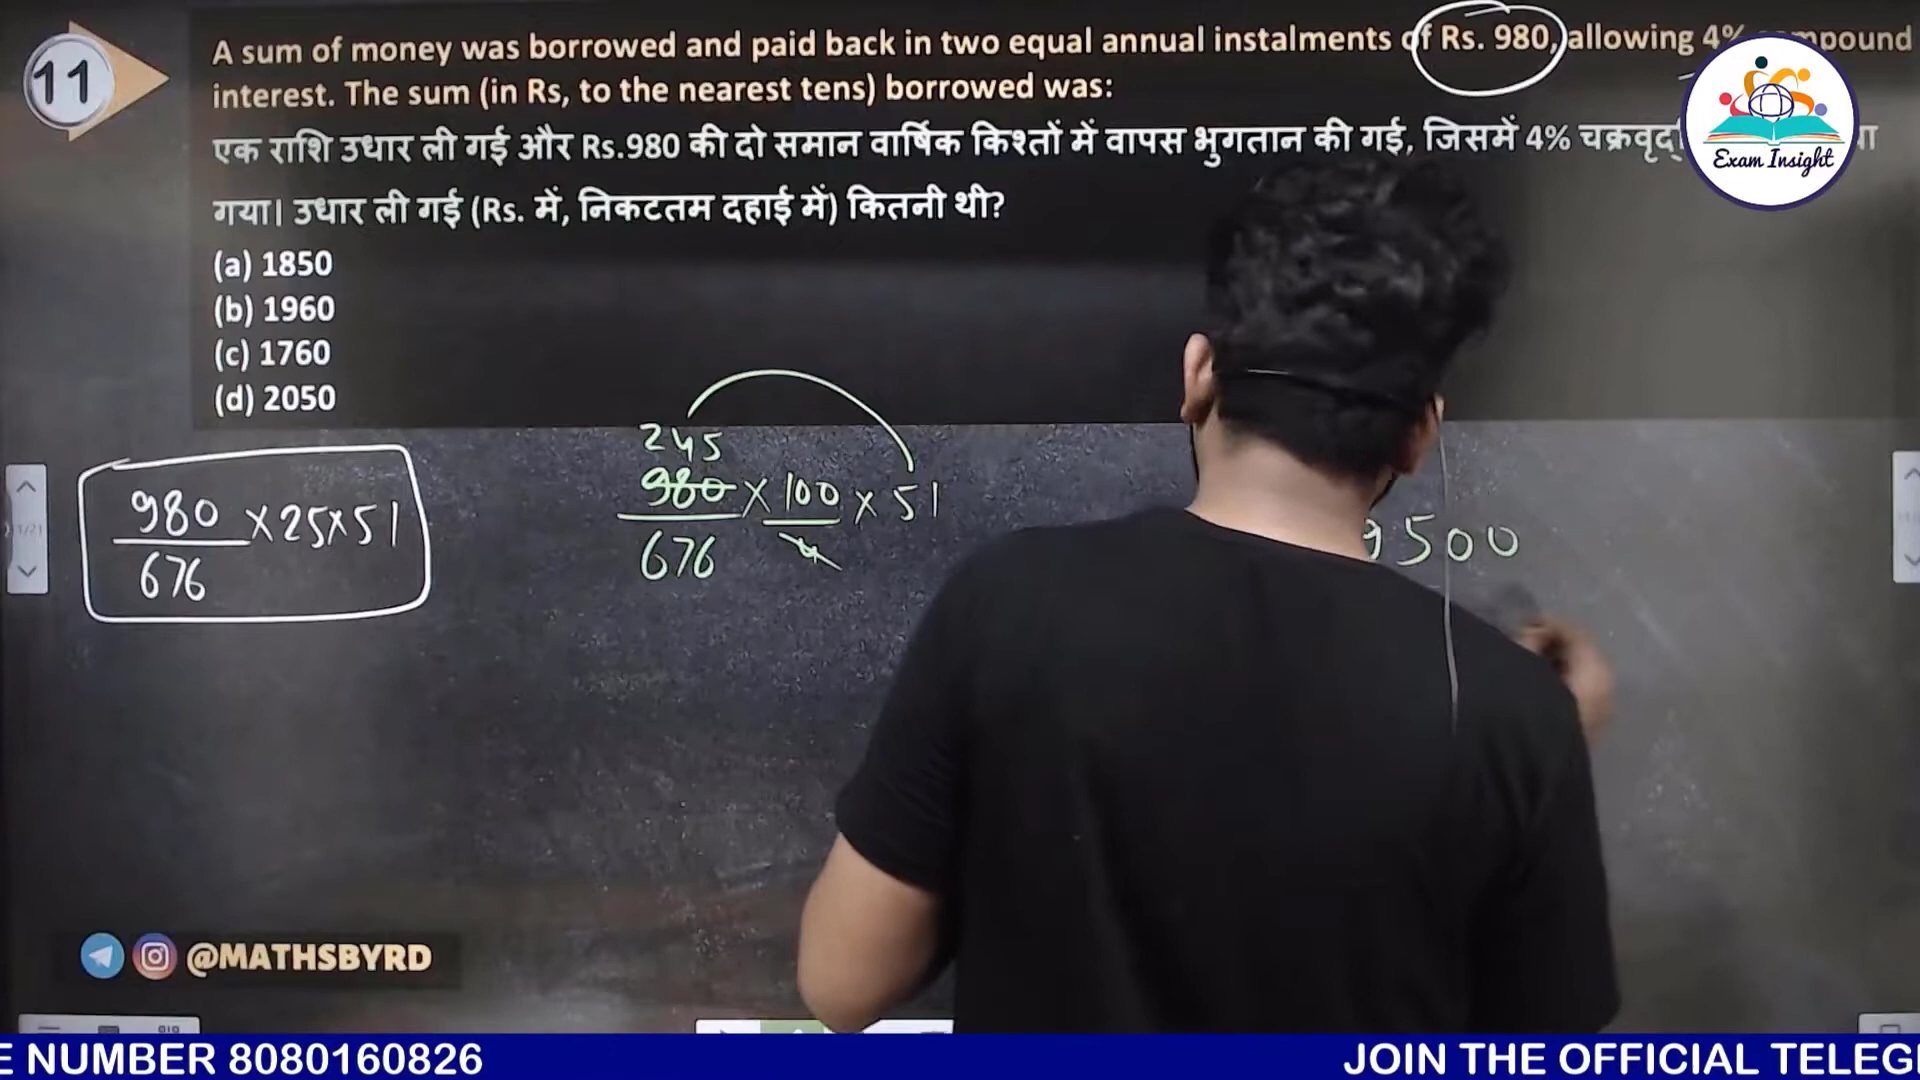 11
A sum of money was borrowed and paid back in two equal annual instalments of Rs. 980, allowing 4% compound
interest. The sum (in Rs, to the nearest tens) borrowed was:
एक राशि उधार ली गई और Rs.980 की दो समान वार्षिक किश्तों में वापस भुगतान की गई, जिसमें 4%
गया। उधार ली गई (Rs. में, निकटतम दहाई में) कितनी थी?
(a) 1850
(b) 1960
(c) 1760
(d) 2050
Exam Insight
980/676 × 25 × 51
245
980/676 × 100/4 × 51
9500
@MATHSBYRD
E NUMBER 8080160826
JOIN THE OFFICIAL TELEG